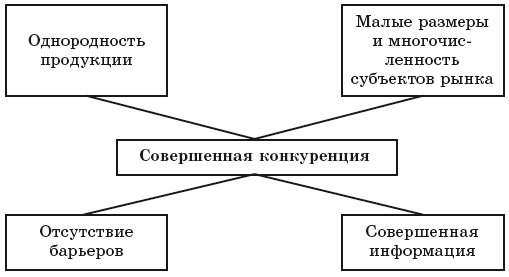 Однородность
продукции
Малые размеры
и многочис-
ленность
субъектов рынка
Совершенная конкуренция
Отсутствие
барьеров
Совершенная
информация